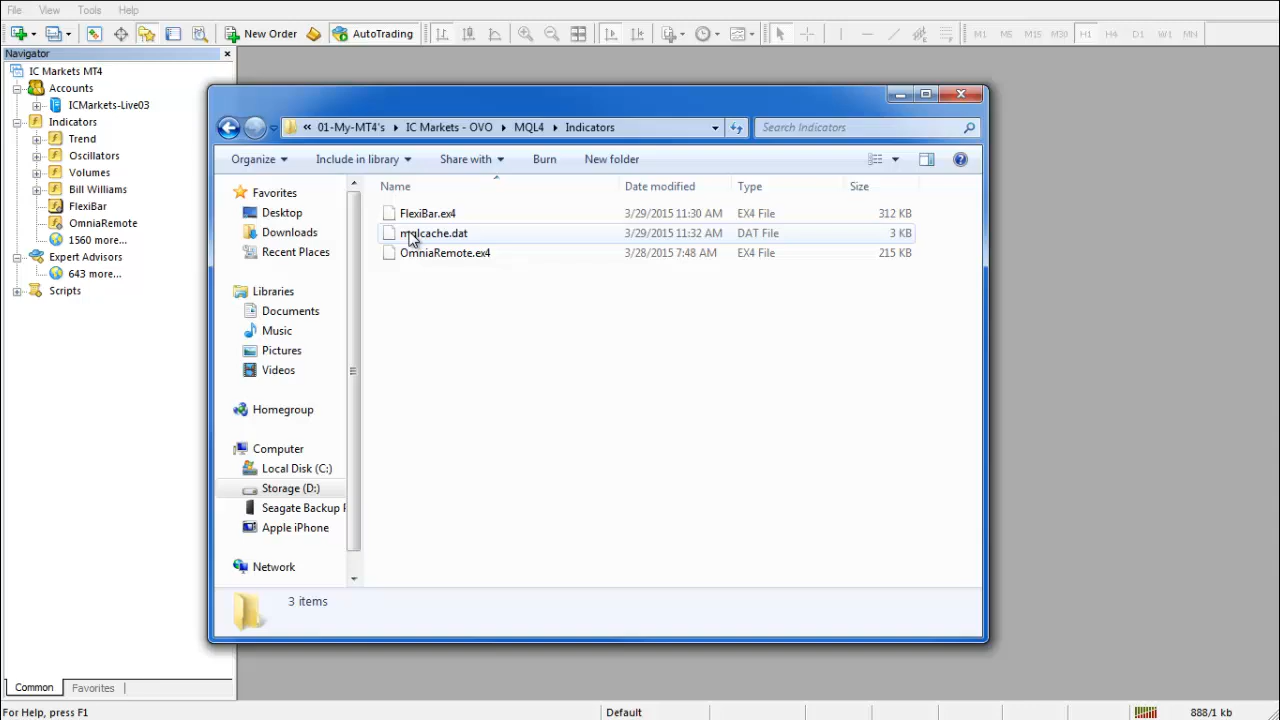 File View Tools Help
New Order AutoTrading M1 M5 M15 M30 H1 H4 D1 W1 MN
Navigator
IC Markets MT4
Accounts
ICMarkets-Live03
Indicators
Trend
Oscillators
Volumes
Bill Williams
FlexiBar
OmniaRemote
1560 more...
Expert Advisors
643 more...
Scripts
Common Favorites
« 01-My-MT4's IC Markets - OVO MQL4 Indicators Search Indicators
Organize Include in library Share with Burn New folder
Favorites
Desktop
Downloads
Recent Places
Libraries
Documents
Music
Pictures
Videos
Homegroup
Computer
Local Disk (C:)
Storage (D:)
Seagate Backup
Apple iPhone
Network
Name Date modified Type Size
FlexiBar.ex4 3/29/2015 11:30 AM EX4 File 312 KB
mqlcache.dat 3/29/2015 11:32 AM DAT File 3 KB
OmniaRemote.ex4 3/28/2015 7:48 AM EX4 File 215 KB
3 items
For Help, press F1 Default 888/1 kb